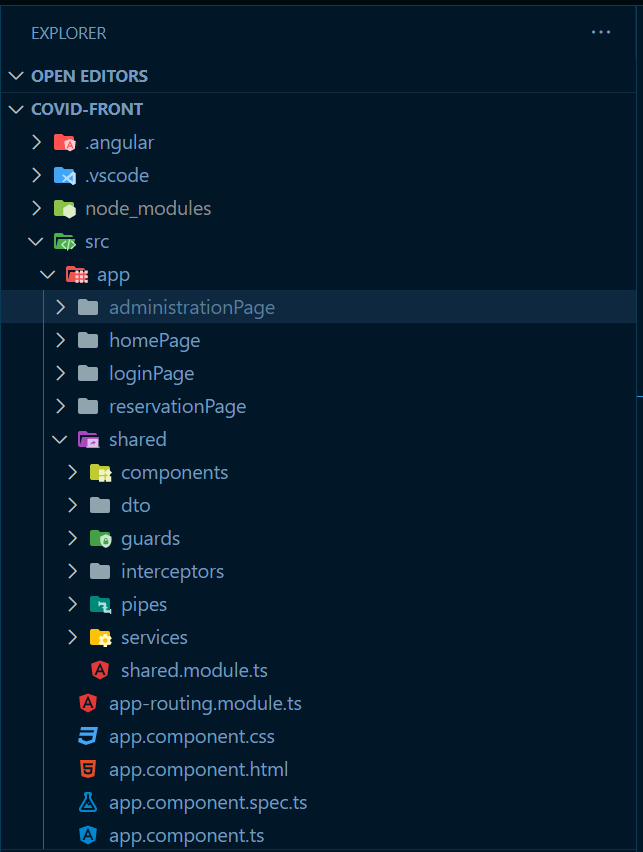 EXPLORER
OPEN EDITORS
COVID-FRONT
.angular
.vscode
node_modules
src
app
administrationPage
homePage
loginPage
reservationPage
shared
components
dto
guards
interceptors
pipes
services
shared.module.ts
app-routing.module.ts
app.component.css
app.component.html
app.component.spec.ts
app.component.ts